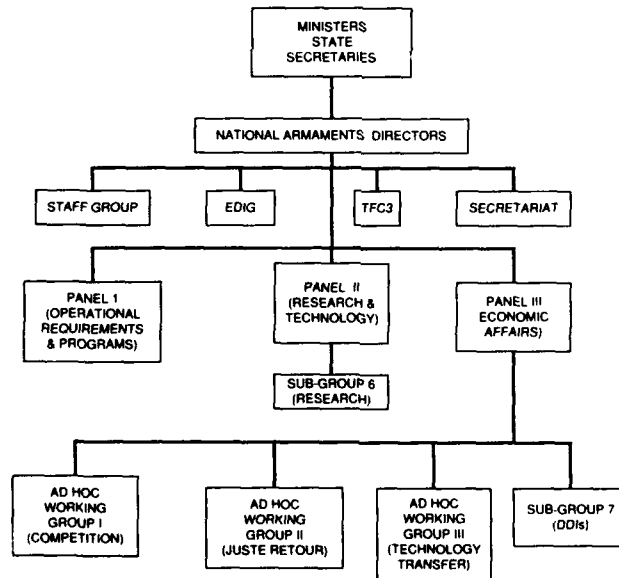 MINISTERS
STATE
SECRETARIES
NATIONAL ARMAMENTS DIRECTORS
STAFF GROUP
EDIG
TFC3
SECRETARIAT
PANEL 1
(OPERATIONAL
REQUIREMENTS
& PROGRAMS)
PANEL II
(RESEARCH &
TECHNOLOGY)
PANEL III
ECONOMIC
AFFAIRS)
SUB-GROUP 6
(RESEARCH)
AD HOC
WORKING
GROUP I
(COMPETITION)
AD HOC
WORKING
GROUP II
(JUSTE RETOUR)
AD HOC
WORKING
GROUP III
(TECHNOLOGY
TRANSFER)
SUB-GROUP 7
(DDIs)